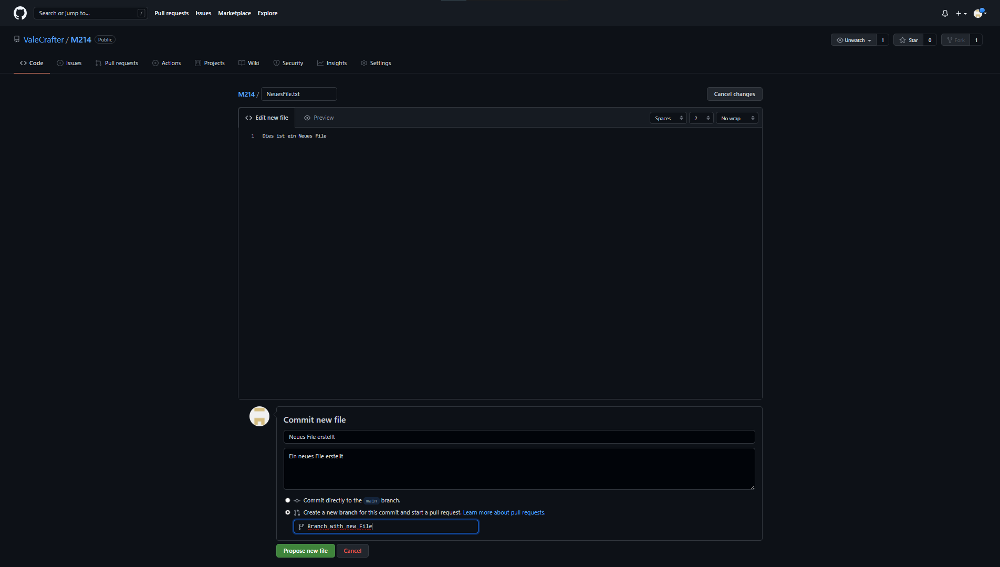 Search or jump to... /
Pull requests Issues Marketplace Explore
ValeCrafter / M214 Public
Unwatch 1 Star 0 Fork 1
Code Issues Pull requests Actions Projects Wiki Security Insights Settings
M214 / NeuesFile.txt Cancel changes
Edit new file Preview Spaces 2 No wrap
1 Dies ist ein Neues File
Commit new file
Neues File erstellt
Ein neues File erstellt
Commit directly to the main branch.
Create a new branch for this commit and start a pull request. Learn more about pull requests.
Branch_with_new_File
Propose new file Cancel